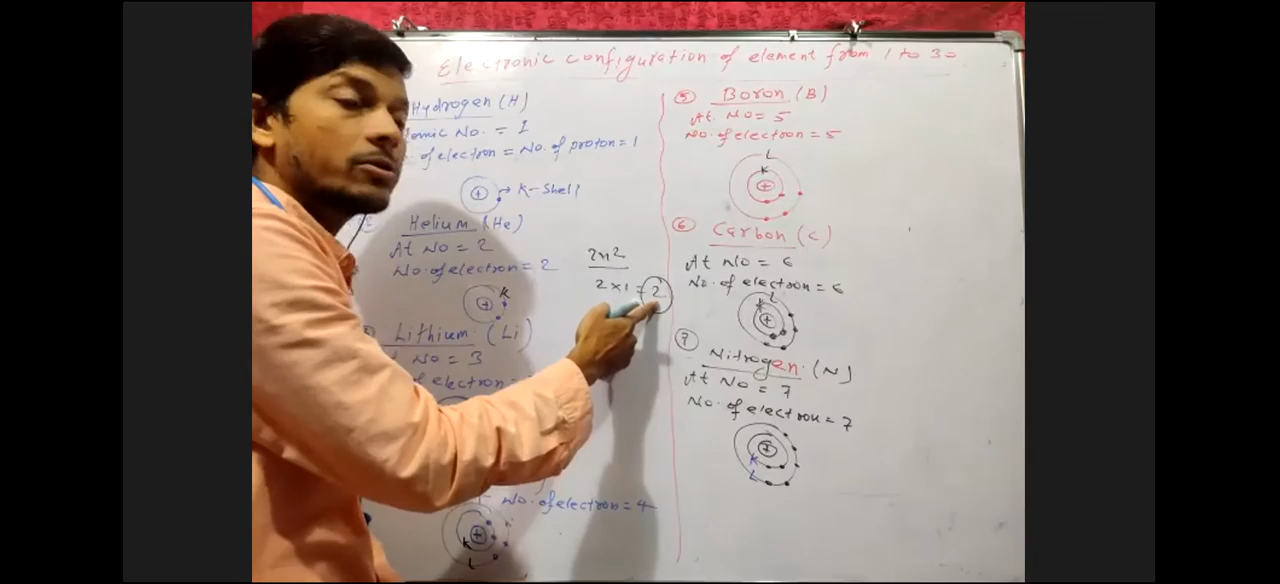 Electronic configuration of element from 1 to 30
Hydrogen (H)
omic No. = 1
of electron = No. of proton = 1
+ → K-Shell
Helium (He)
At No = 2
No. of electron = 2
K
+
2n2
2×1 = 2
Lithium (Li)
No = 3
of electron =
No. of electron = 4
+
K
L
5 Boron (B)
At. No = 5
No. of electron = 5
L
K
+
6 Carbon (C)
At No = 6
No. of electron = 6
L
K
+
7 Nitrogen (N)
At No = 7
No. of electron = 7
+
K
L